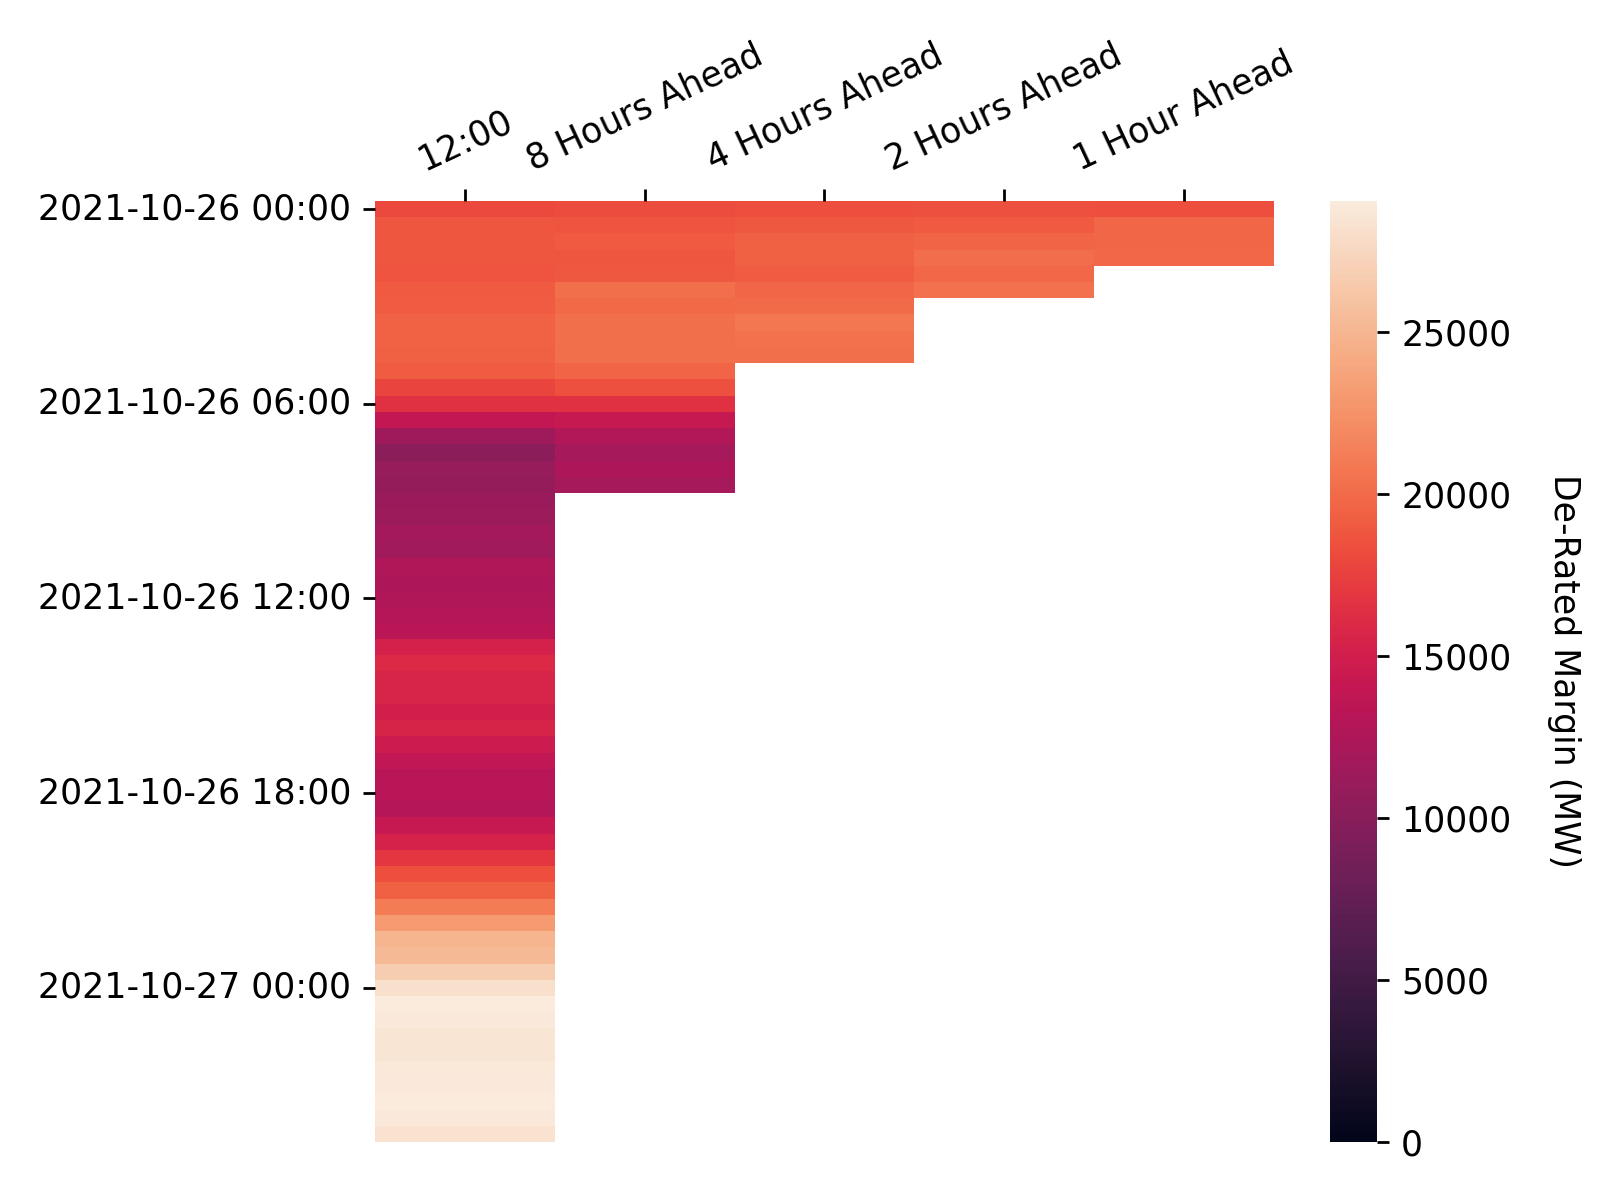 12:00
8 Hours Ahead
4 Hours Ahead
2 Hours Ahead
1 Hour Ahead
2021-10-26 00:00
2021-10-26 06:00
2021-10-26 12:00
2021-10-26 18:00
2021-10-27 00:00
25000
20000
15000
10000
5000
0
De-Rated Margin (MW)